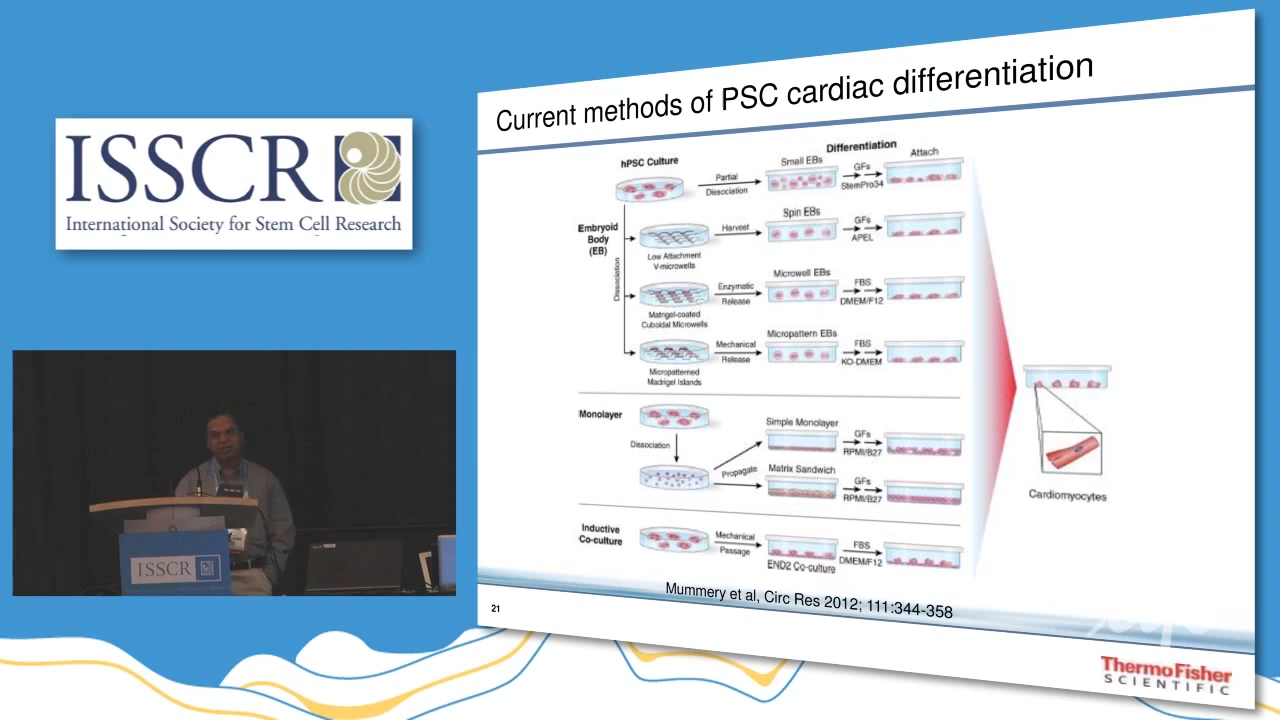 ISSCR
International Society for Stem Cell Research
ISSCR
Current methods of PSC cardiac differentiation
hPSC Culture
Differentiation
Partial
Dissociation
Small EBs
GFs
StemPro34
Attach
Embryoid
Body
(EB)
Dissociation
Low Attachment
V-microwells
Harvest
Spin EBs
GFs
APEL
Matrigel-coated
Cuboidal Microwells
Enzymatic
Release
Microwell EBs
FBS
DMEM/F12
Micropatterned
Madrigel Islands
Mechanical
Release
Micropattern EBs
FBS
KO-DMEM
Monolayer
Dissociation
Propagate
Simple Monolayer
GFs
RPMI/B27
Matrix Sandwich
GFs
RPMI/B27
Inductive
Co-culture
Mechanical
Passage
END2 Co-culture
FBS
DMEM/F12
Cardiomyocytes
Mummery et al, Circ Res 2012; 111:344-358
21
ThermoFisher
SCIENTIFIC